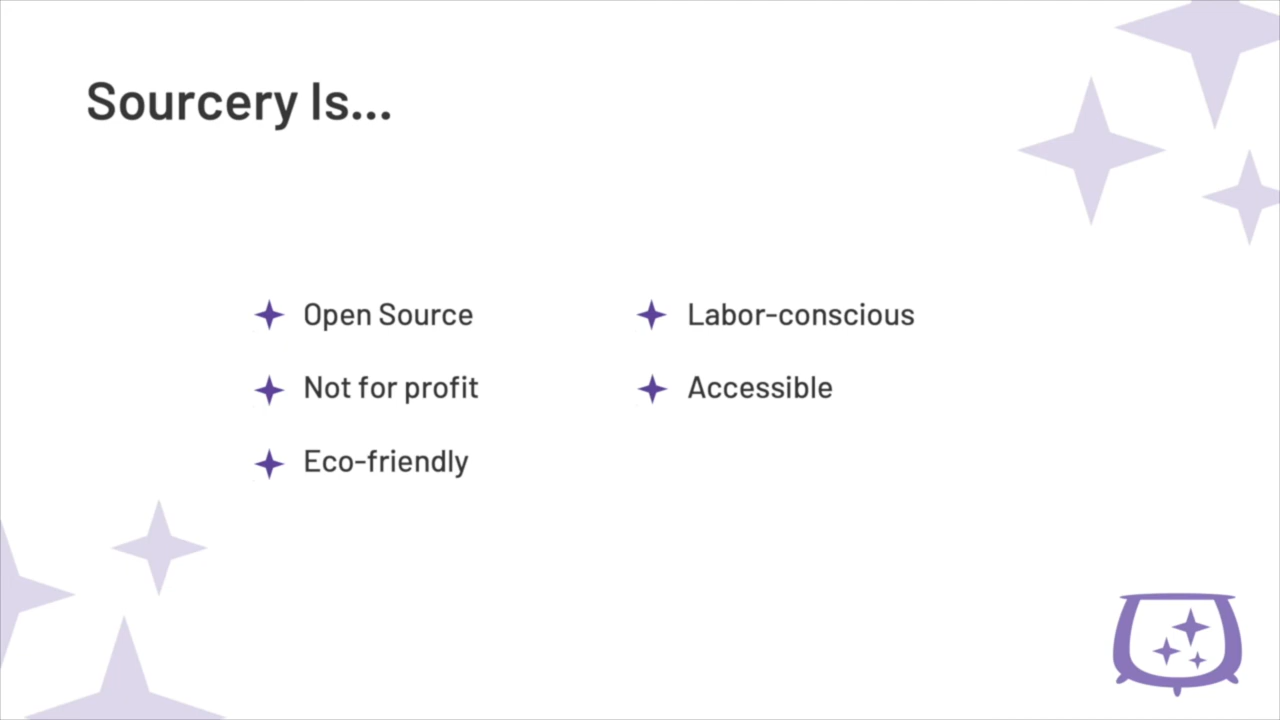 Sourcery Is...
Open Source
Not for profit
Eco-friendly
Labor-conscious
Accessible